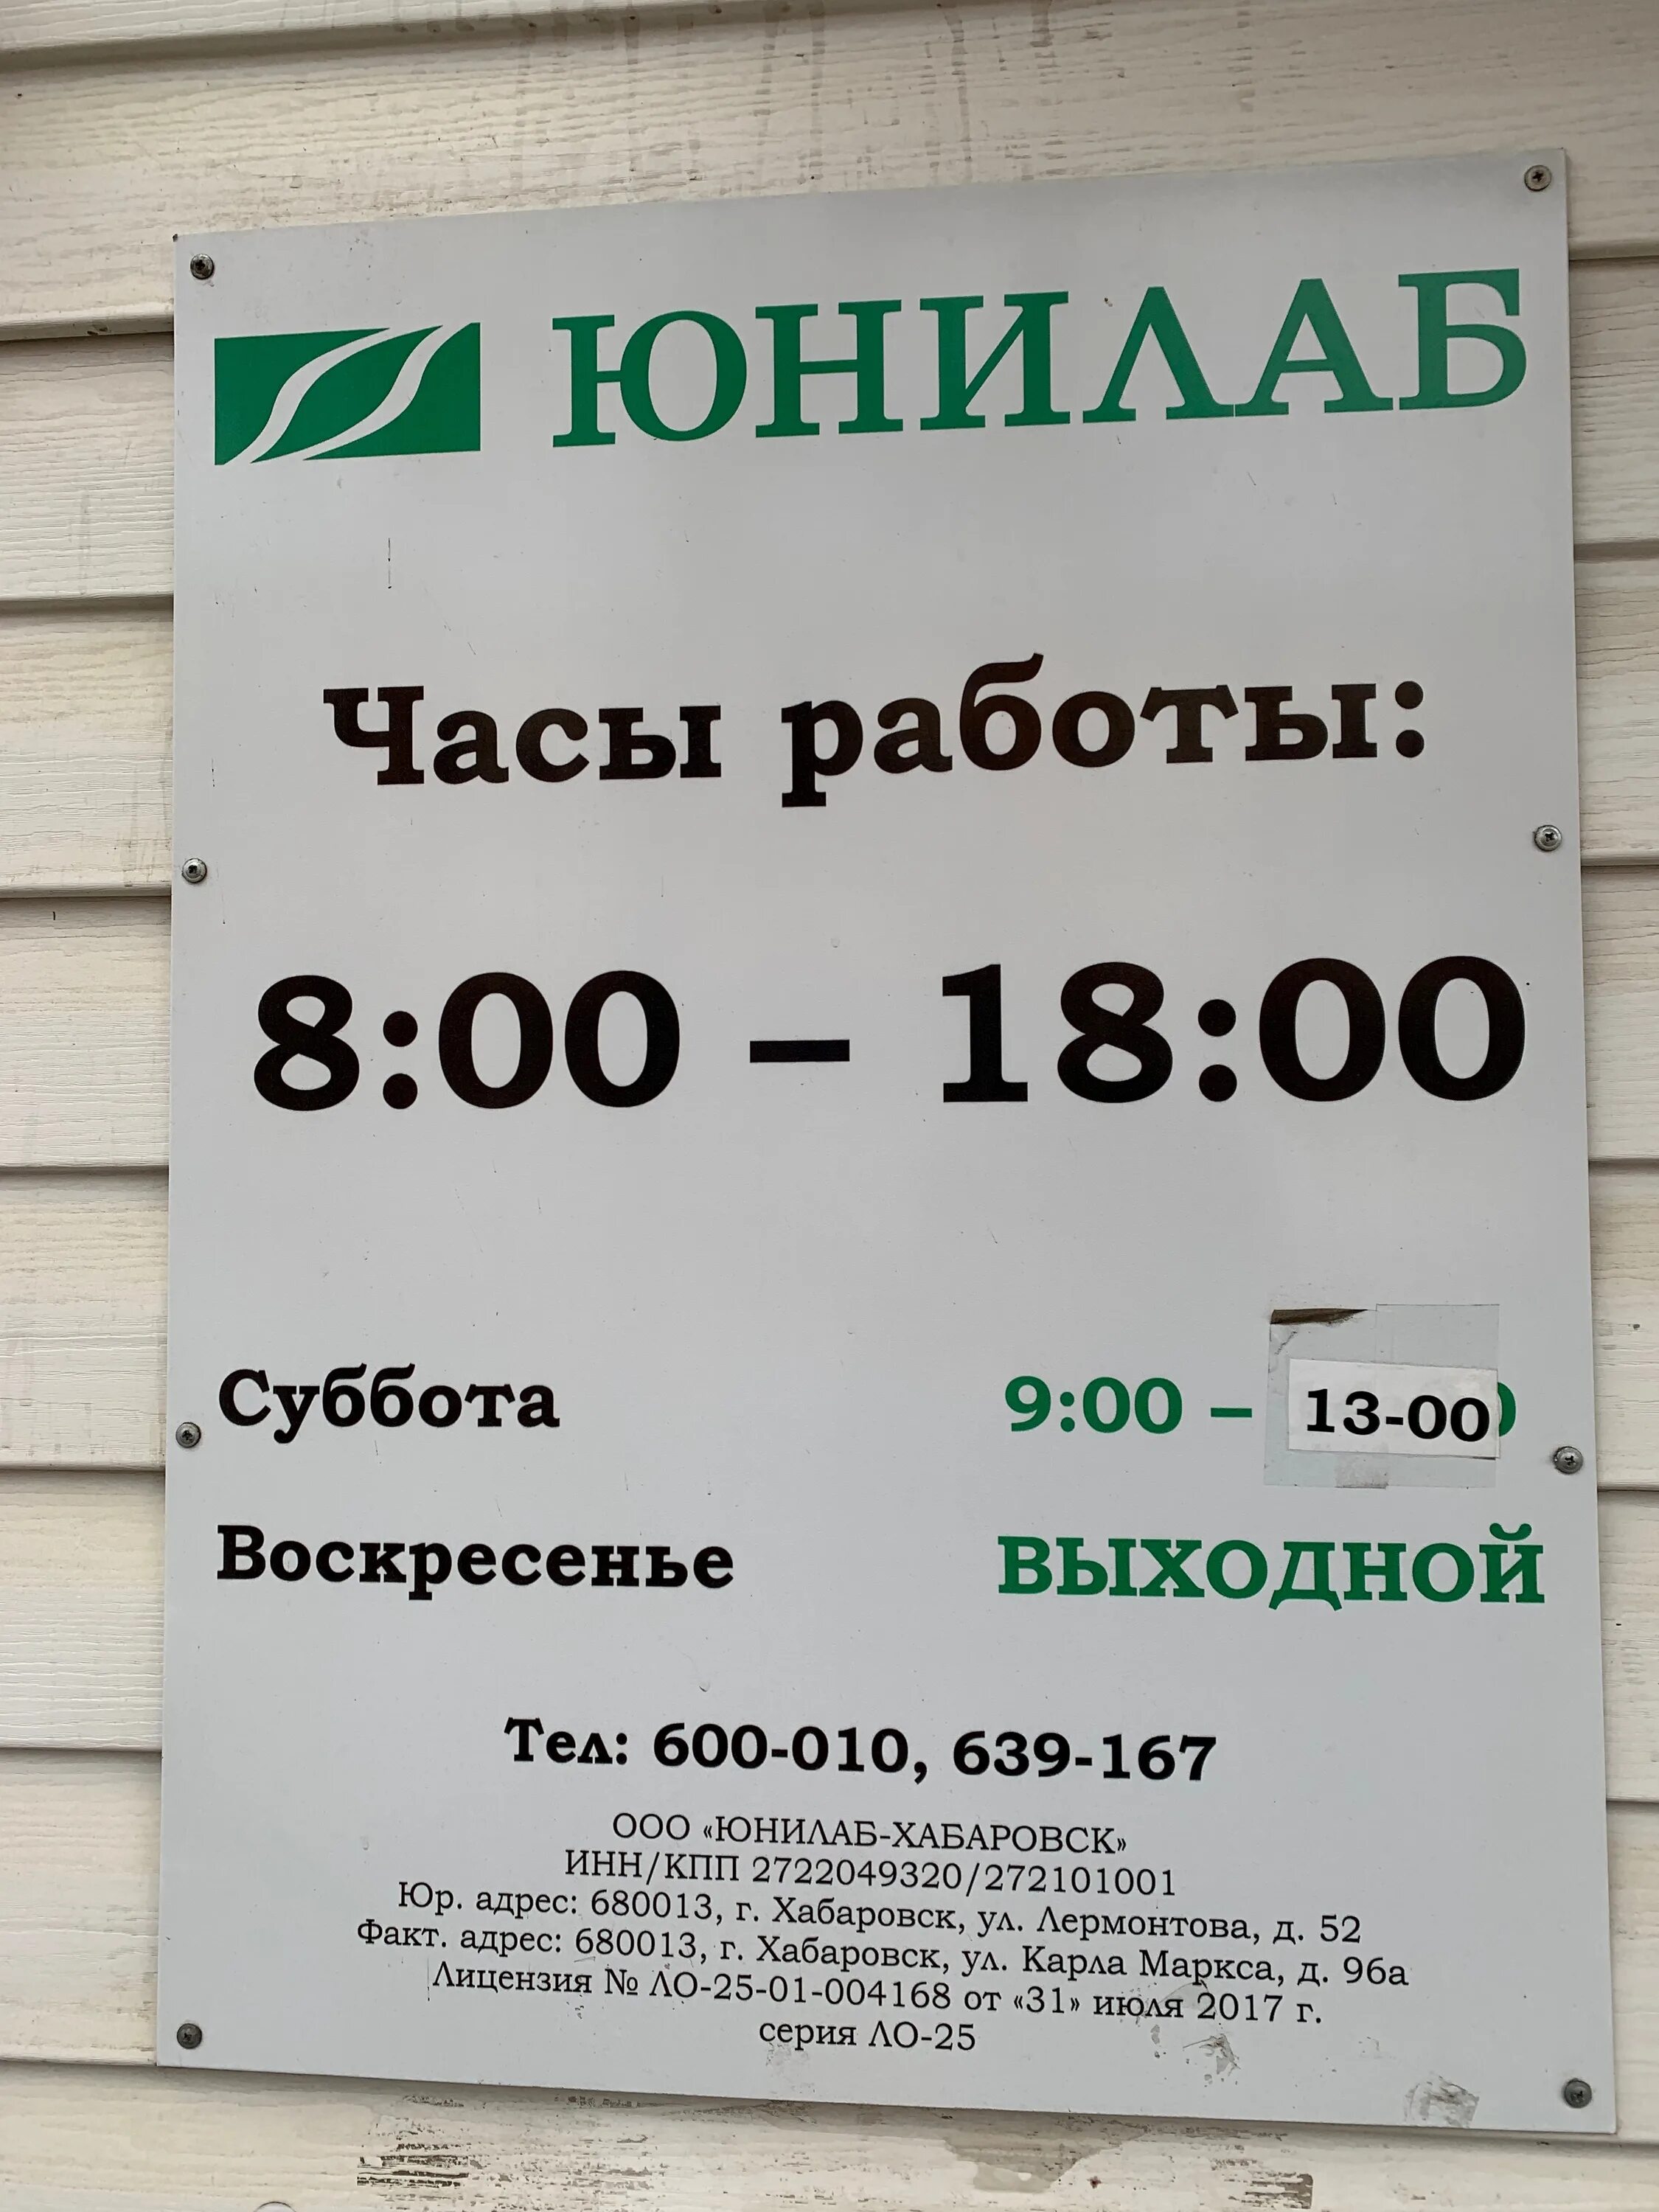 ЮНИЛАБ
Часы работы:
8:00 – 18:00
Суббота 9:00 – 13-00
Воскресенье ВЫХОДНОЙ
Тел: 600-010, 639-167
ООО «ЮНИЛАБ-ХАБАРОВСК»
ИНН/КПП 2722049320/272101001
Юр. адрес: 680013, г. Хабаровск, ул. Лермонтова, д. 52
Факт. адрес: 680013, г. Хабаровск, ул. Карла Маркса, д. 96а
Лицензия № ЛО-25-01-004168 от «31» июля 2017 г.
серия ЛО-25